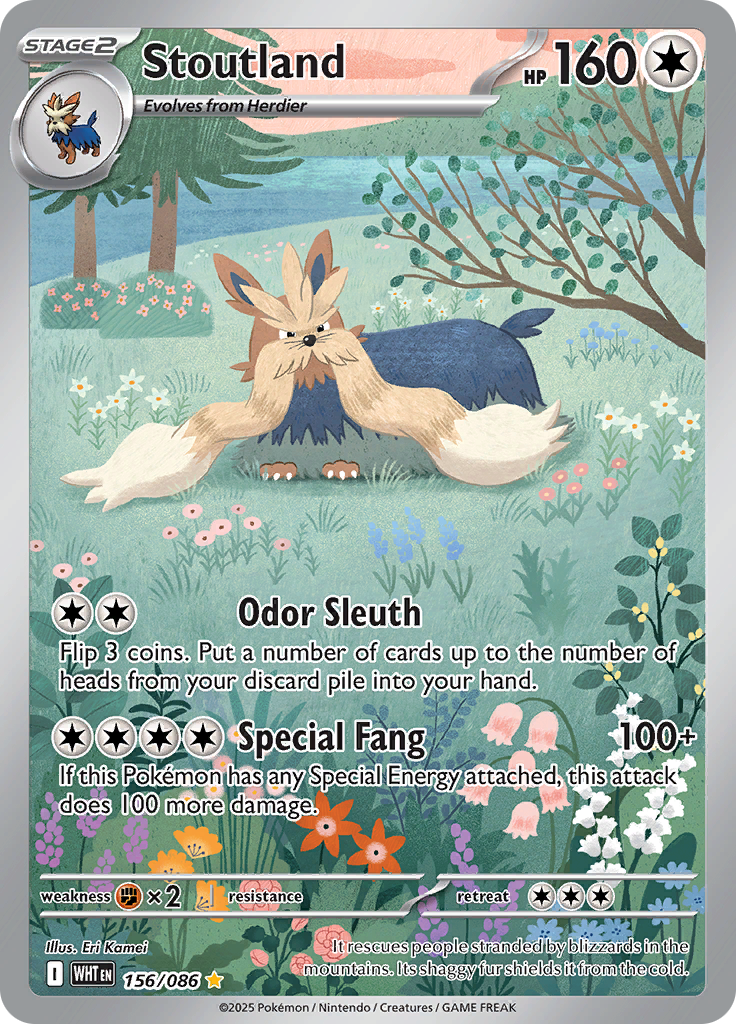 STAGE2
Stoutland
HP 160
Evolves from Herdier
Odor Sleuth
Flip 3 coins. Put a number of cards up to the number of
heads from your discard pile into your hand.
Special Fang 100+
If this Pokémon has any Special Energy attached, this attack
does 100 more damage.
weakness ×2 resistance retreat
Illus. Eri Kamei
I WHT EN 156/086
It rescues people stranded by blizzards in the
mountains. Its shaggy fur shields it from the cold.
©2025 Pokémon / Nintendo / Creatures / GAME FREAK